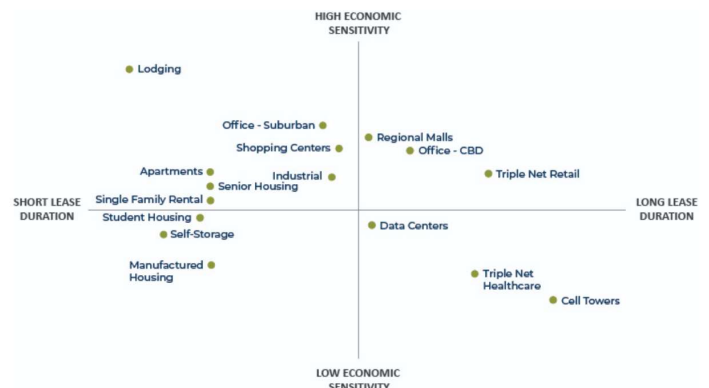 HIGH ECONOMIC
SENSITIVITY
Lodging
Office - Suburban
Regional Malls
Shopping Centers
Office - CBD
Apartments
Industrial
Triple Net Retail
Senior Housing
Single Family Rental
SHORT LEASE
DURATION
LONG LEASE
DURATION
Student Housing
Data Centers
Self-Storage
Manufactured
Housing
Triple Net
Healthcare
Cell Towers
LOW ECONOMIC
SENSITIVITY